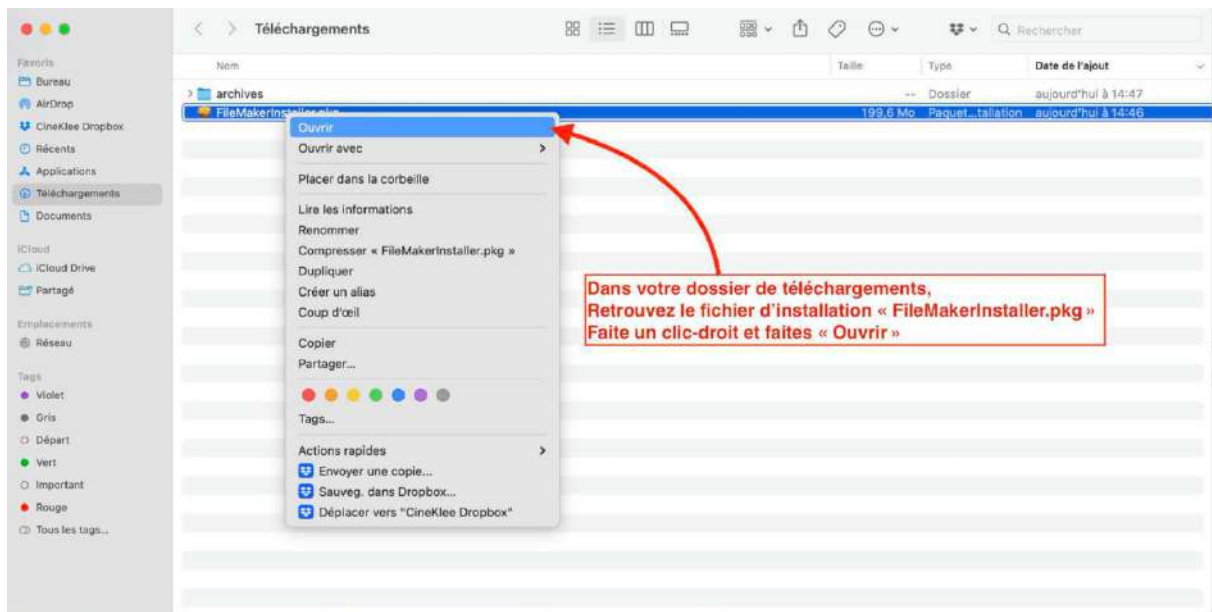 Téléchargements
Rechercher
Favoris
Bureau
AirDrop
CineKlee Dropbox
Récents
Applications
Téléchargements
Documents
iCloud
iCloud Drive
Partagé
Emplacements
Réseau
Tags
Violet
Gris
Départ
Vert
Important
Rouge
Tous les tags...
Nom Taille Type Date de l'ajout
archives -- Dossier aujourd'hui à 14:47
FileMakerInstaller.pkg 199,6 Mo Paquet...tallation aujourd'hui à 14:46
Ouvrir
Ouvrir avec
Placer dans la corbeille
Lire les informations
Renommer
Compresser « FileMakerInstaller.pkg »
Dupliquer
Créer un alias
Coup d'œil
Copier
Partager...
Tags...
Actions rapides
Envoyer une copie...
Sauveg. dans Dropbox...
Déplacer vers "CineKlee Dropbox"
Dans votre dossier de téléchargements,
Retrouvez le fichier d'installation « FileMakerInstaller.pkg »
Faite un clic-droit et faites « Ouvrir »